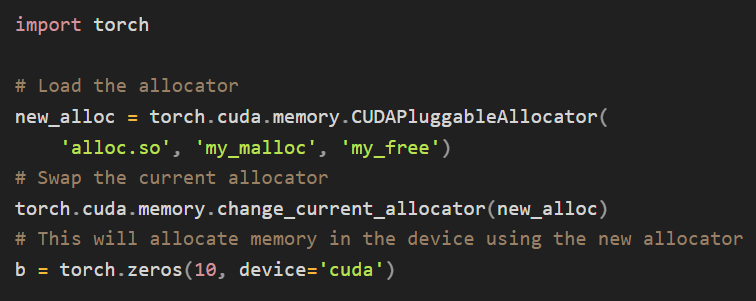 import torch

# Load the allocator
new_alloc = torch.cuda.memory.CUDAPluggableAllocator(
    'alloc.so', 'my_malloc', 'my_free')
# Swap the current allocator
torch.cuda.memory.change_current_allocator(new_alloc)
# This will allocate memory in the device using the new allocator
b = torch.zeros(10, device='cuda')